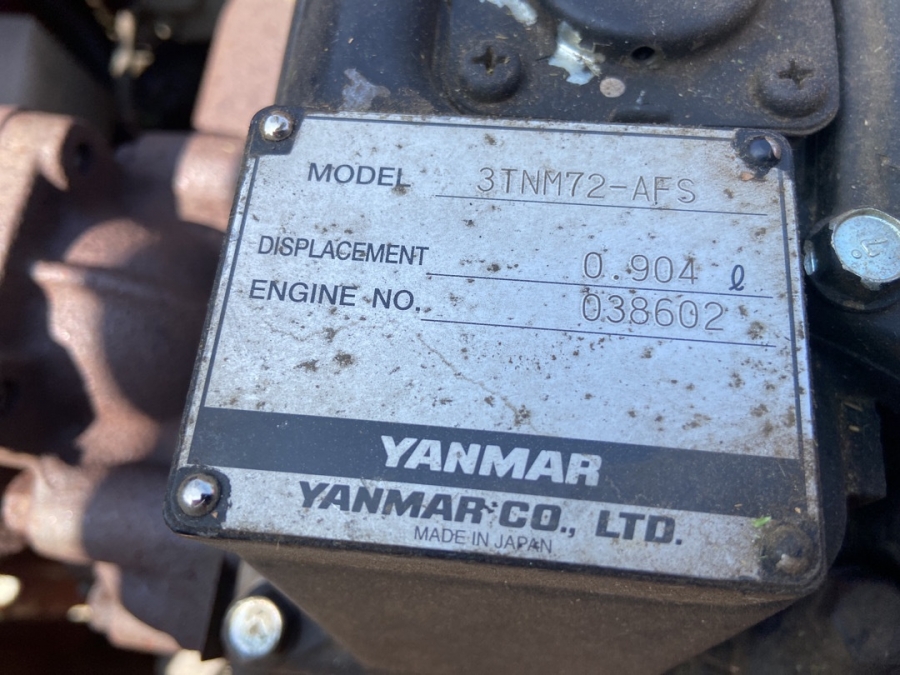 MODEL 3TNM72-AFS
DISPLACEMENT 0.904 ℓ
ENGINE NO. 038602
YANMAR
YANMAR CO., LTD.
MADE IN JAPAN